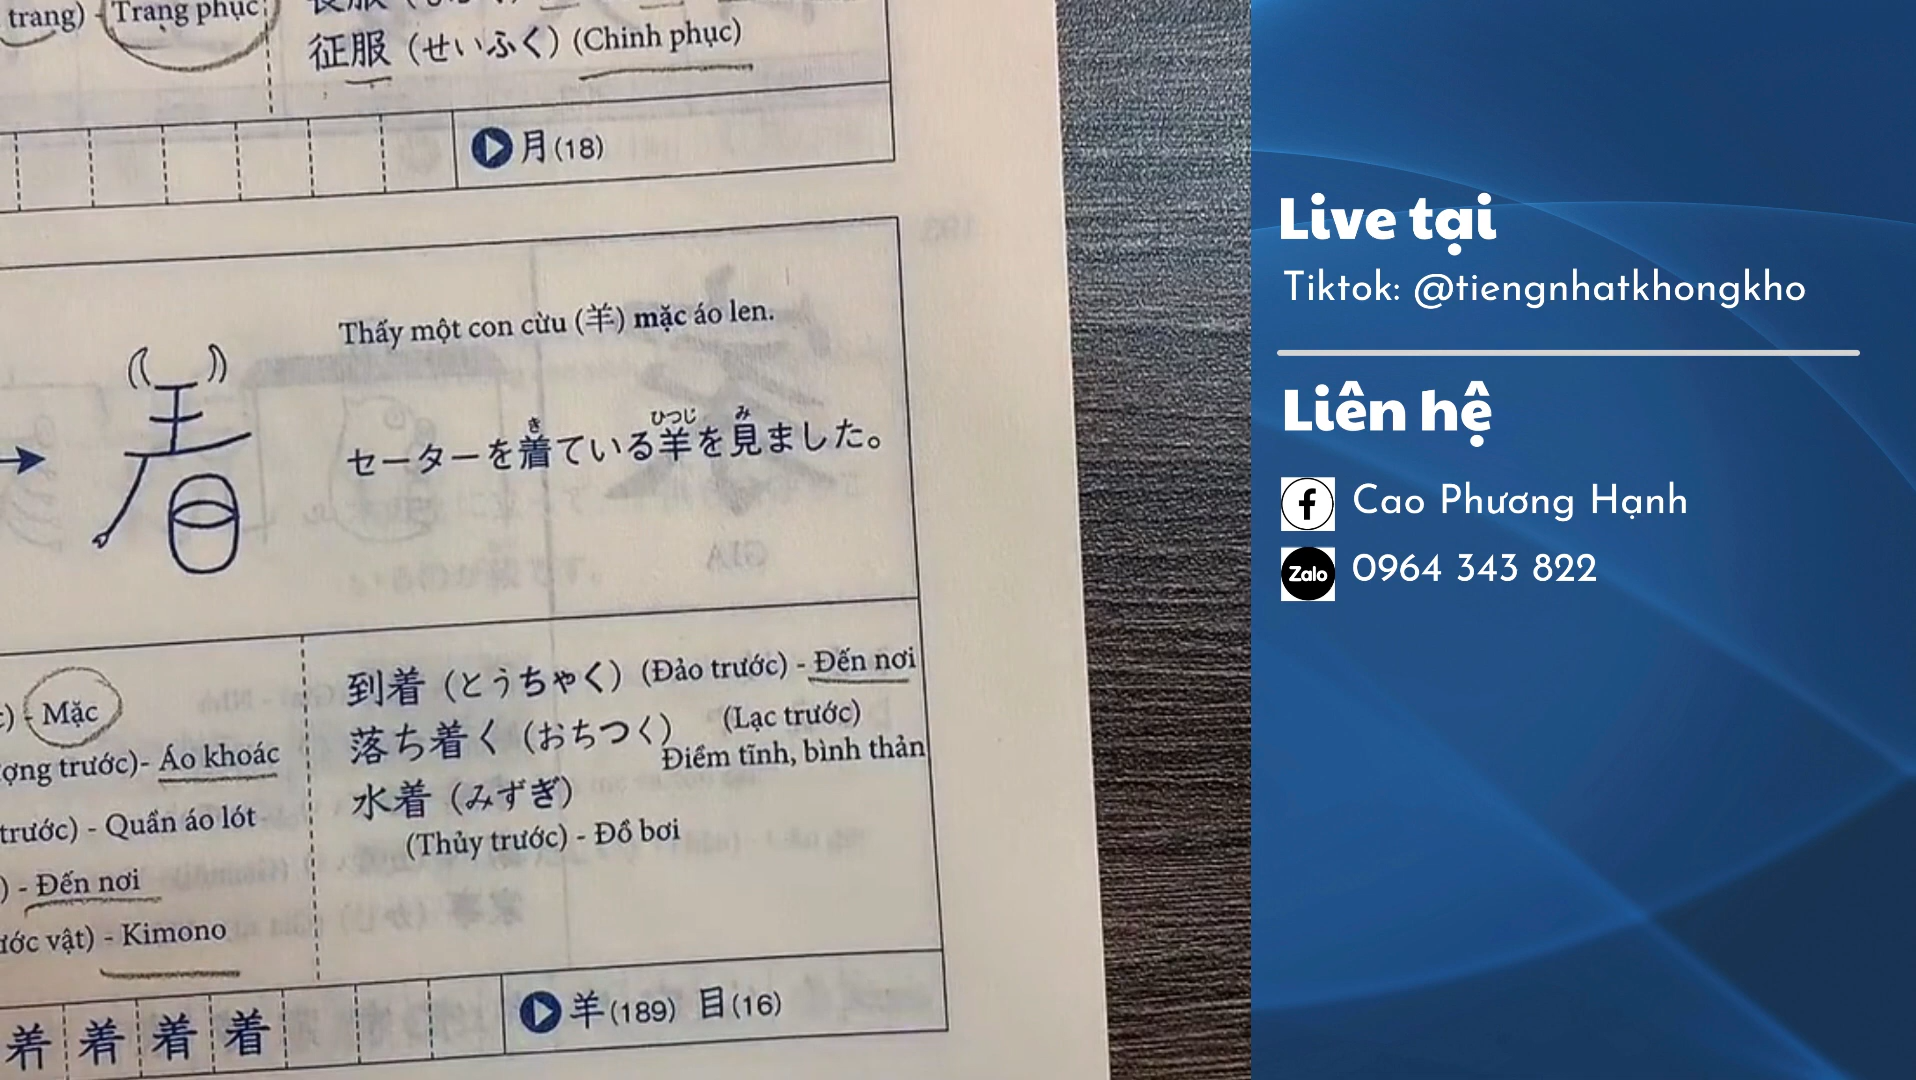 trang) - Trang phục
征服（せいふく）(Chinh phục)
月(18)
Thấy một con cừu (羊) mặc áo len.
き ひつじ み
セーターを着ている羊を見ました。
- Mặc
trước)- Áo khoác
trước) - Quần áo lót
) - Đến nơi
vật) - Kimono
到着（とうちゃく）(Đảo trước) - Đến nơi
落ち着く（おちつく）(Lạc trước)
Điềm tĩnh, bình thản
水着（みずぎ）
(Thủy trước) - Đồ bơi
着 着 着
羊(189) 目(16)
Live tại
Tiktok: @tiengnhatkhongkho
Liên hệ
f Cao Phương Hạnh
Zalo 0964 343 822